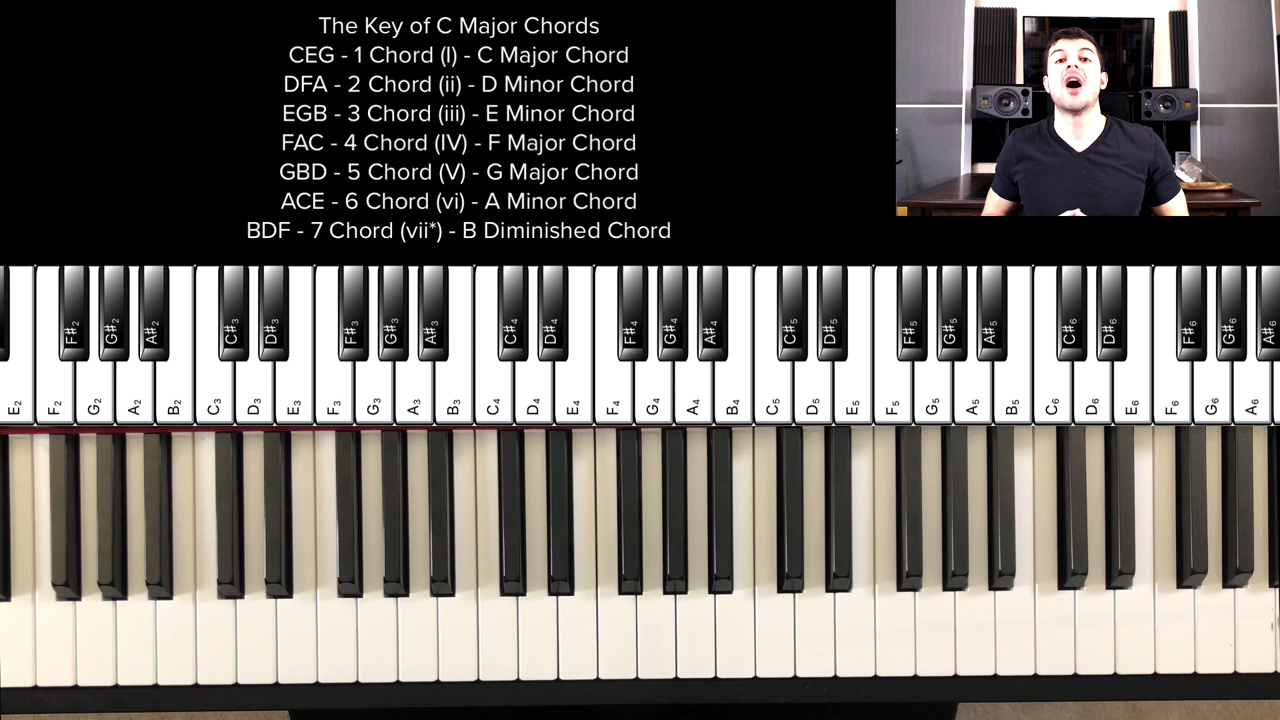 The Key of C Major Chords
CEG - 1 Chord (I) - C Major Chord
DFA - 2 Chord (ii) - D Minor Chord
EGB - 3 Chord (iii) - E Minor Chord
FAC - 4 Chord (IV) - F Major Chord
GBD - 5 Chord (V) - G Major Chord
ACE - 6 Chord (vi) - A Minor Chord
BDF - 7 Chord (vii*) - B Diminished Chord
F#2 G#2 A#2 C#3 D#3 F#3 G#3 A#3 C#4 D#4 F#4 G#4 A#4 C#5 D#5 F#5 G#5 A#5 C#6 D#6 F#6 G#6 A#6
E2 F2 G2 A2 B2 C3 D3 E3 F3 G3 A3 B3 C4 D4 E4 F4 G4 A4 B4 C5 D5 E5 F5 G5 A5 B5 C6 D6 E6 F6 G6 A6